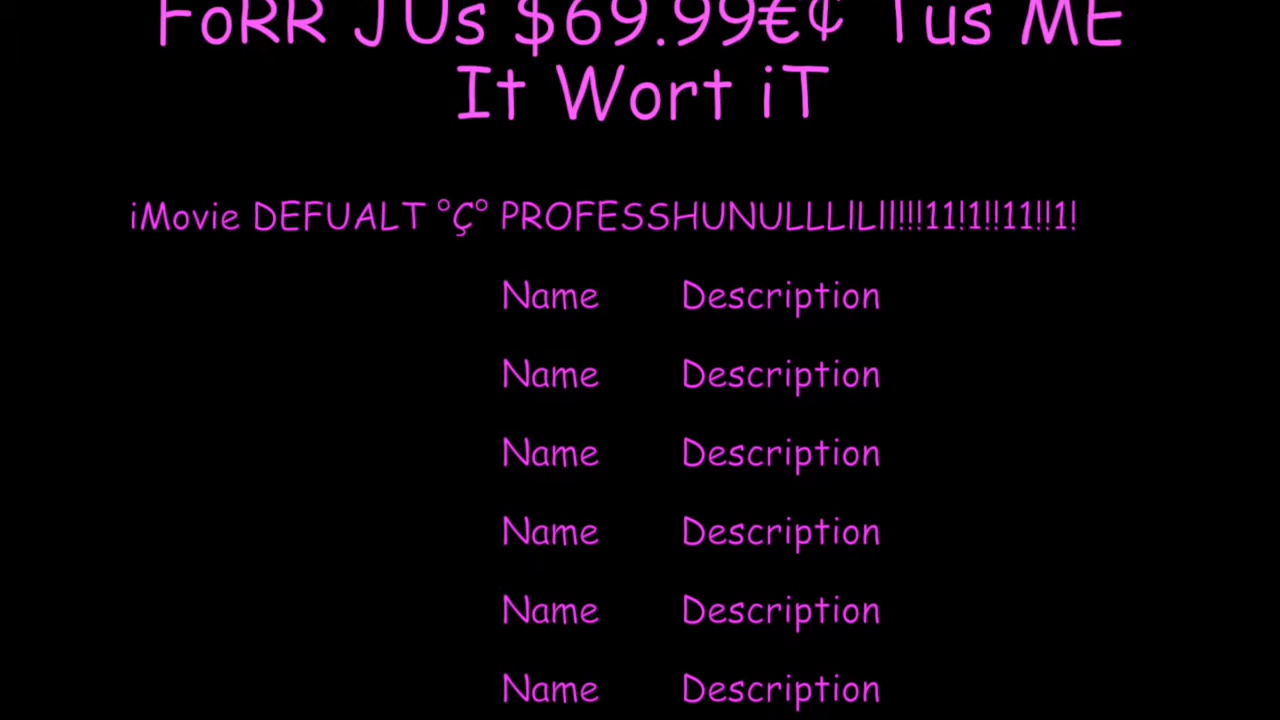 FoRR JUs $69.99€¢ Tus ME
It Wort iT
iMovie DEFUALT °Ç° PROFESSHUNULLLlLlI!!!11!1!!11!!1!
Name Description
Name Description
Name Description
Name Description
Name Description
Name Description